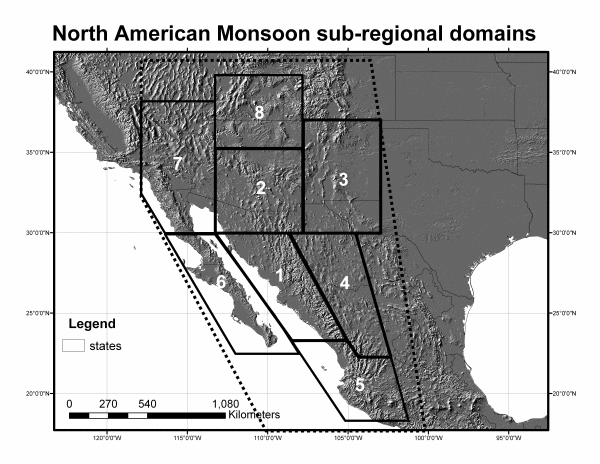 North American Monsoon sub-regional domains
40°0'0"N
40°0'0"N
8
35°0'0"N
35°0'0"N
7
2
3
30°0'0"N
30°0'0"N
1
4
6
25°0'0"N
25°0'0"N
Legend
states
5
20°0'0"N
20°0'0"N
0 270 540 1,080
Kilometers
120°0'0"W 115°0'0"W 110°0'0"W 105°0'0"W 100°0'0"W 95°0'0"W